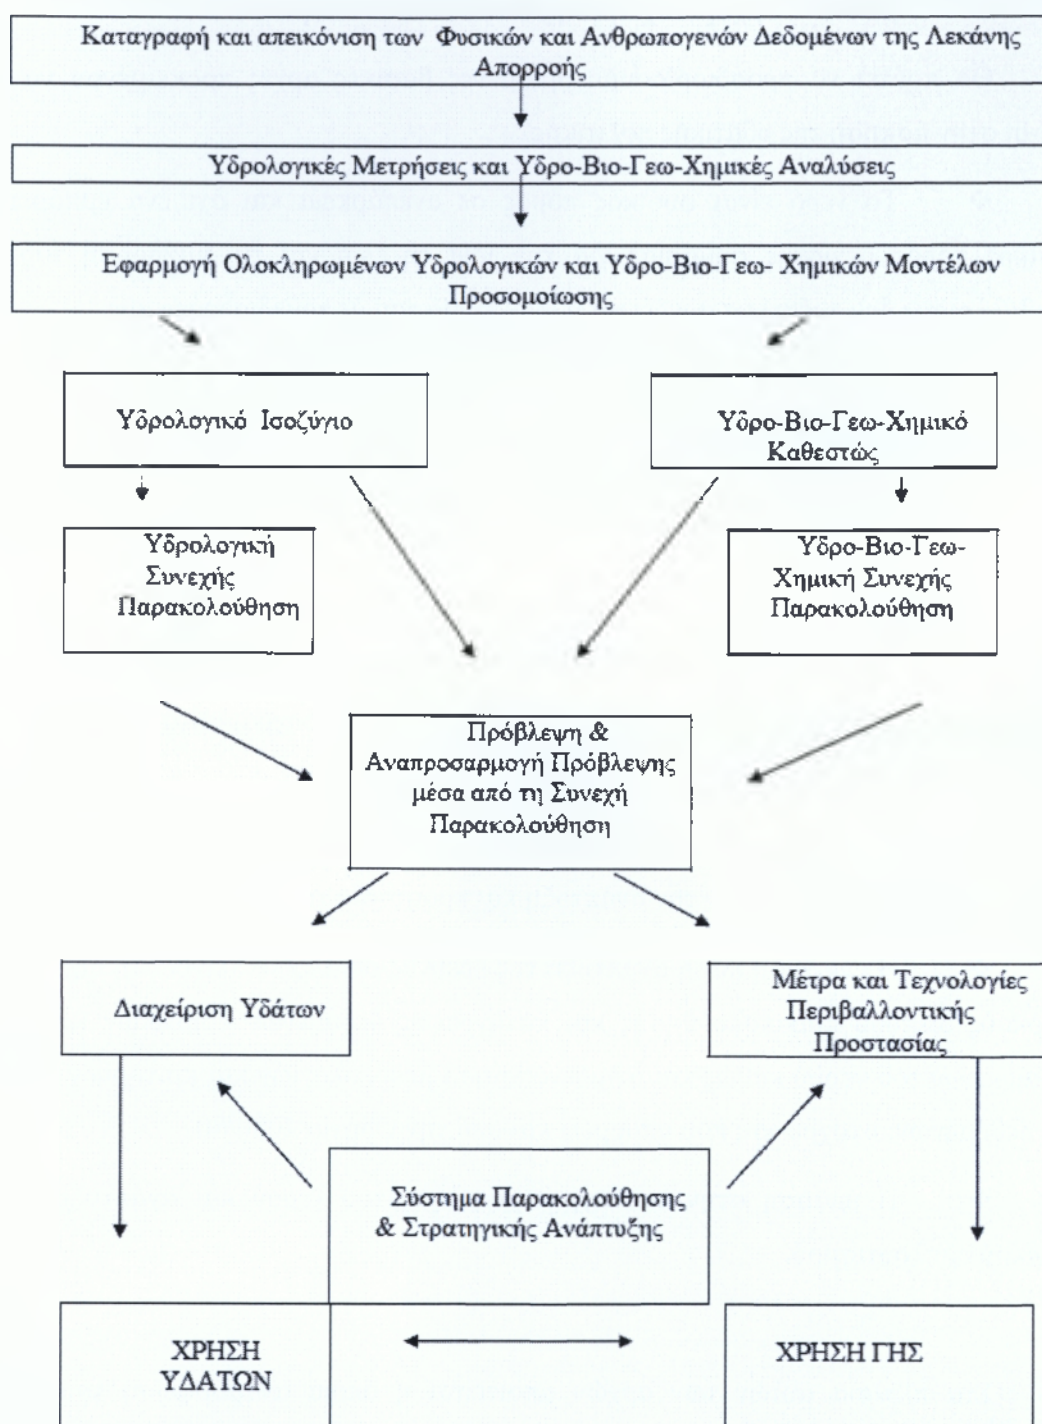 Καταγραφή και απεικόνιση των Φυσικών και Ανθρωπογενών Δεδομένων της Λεκάνης
Απορροής
Υδρολογικές Μετρήσεις και Υδρο-Βιο-Γεω-Χημικές Αναλύσεις
Εφαρμογή Ολοκληρωμένων Υδρολογικών και Υδρο-Βιο-Γεω- Χημικών Μοντέλων
Προσομοίωσης
Υδρολογικό Ισοζύγιο
Υδρο-Βιο-Γεω-Χημικό
Καθεστώς
Υδρολογική
Συνεχής
Παρακολούθηση
Υδρο-Βιο-Γεω-
Χημική Συνεχής
Παρακολούθηση
Πρόβλεψη &
Αναπροσαρμογή Πρόβλεψης
μέσα από τη Συνεχή
Παρακολούθηση
Διαχείριση Υδάτων
Μέτρα και Τεχνολογίες
Περιβαλλοντικής
Προστασίας
Σύστημα Παρακολούθησης
& Στρατηγικής Ανάπτυξης
ΧΡΗΣΗ
ΥΔΑΤΩΝ
ΧΡΗΣΗ ΓΗΣ